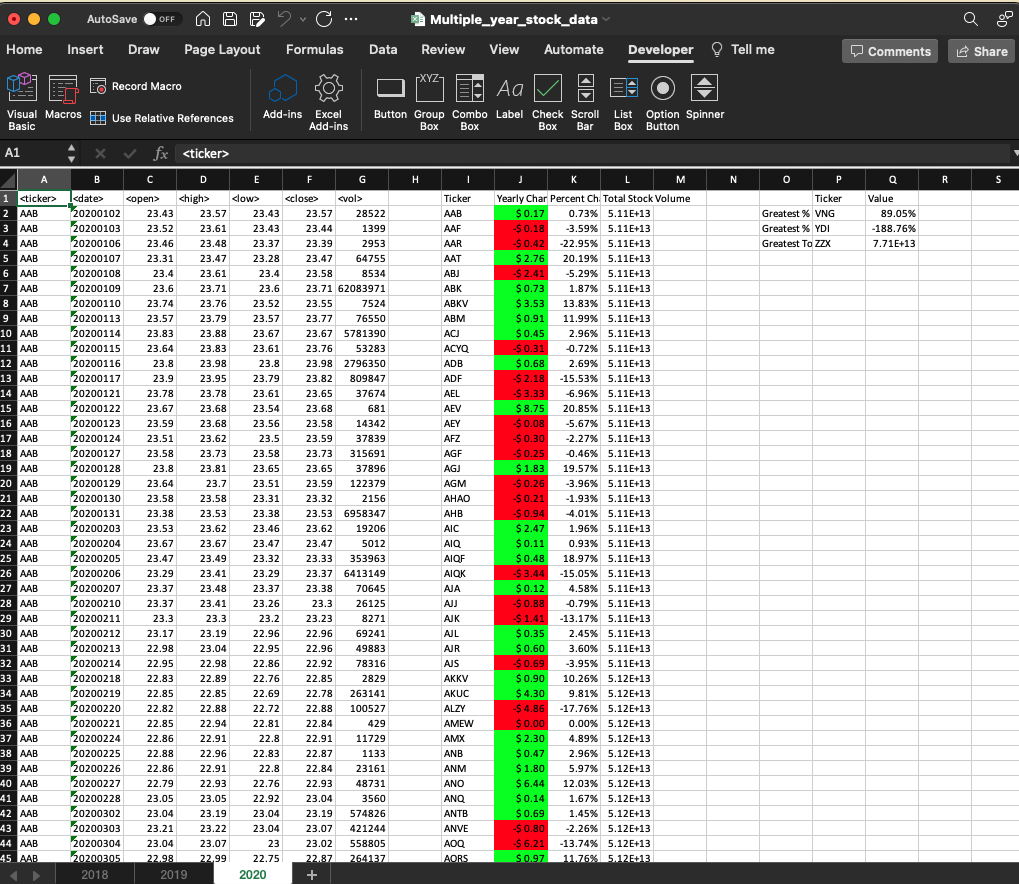 AutoSave OFF Multiple_year_stock_data
Home Insert Draw Page Layout Formulas Data Review View Automate Developer Tell me Comments Share
Visual Basic Macros Record Macro Use Relative References Add-ins Excel Add-ins Button Group Box Combo Box Label Check Box Scroll Bar List Box Option Button Spinner
XYZ Aa
A1 fx <ticker>
A B C D E F G H I J K L M N O P Q R S
1 <ticker> <date> <open> <high> <low> <close> <vol> Ticker Yearly Chan Percent Ch Total Stock Volume Ticker Value
2 AAB 20200102 23.43 23.57 23.43 23.57 28522 AAB $ 0.17 0.73% 5.11E+13 Greatest % VNG 89.05%
3 AAB 20200103 23.52 23.61 23.43 23.44 1399 AAF -$ 0.18 -3.59% 5.11E+13 Greatest % YDI -188.76%
4 AAB 20200106 23.46 23.48 23.37 23.39 2953 AAR -$ 0.42 -22.95% 5.11E+13 Greatest To ZZX 7.71E+13
5 AAB 20200107 23.31 23.47 23.28 23.47 64755 AAT $ 2.76 20.19% 5.11E+13
6 AAB 20200108 23.4 23.61 23.4 23.58 8534 ABJ -$ 2.41 -5.29% 5.11E+13
7 AAB 20200109 23.6 23.71 23.6 23.71 62083971 ABK $ 0.73 1.87% 5.11E+13
8 AAB 20200110 23.74 23.76 23.52 23.55 7524 ABKV $ 3.53 13.83% 5.11E+13
9 AAB 20200113 23.57 23.79 23.57 23.77 76550 ABM $ 0.91 11.99% 5.11E+13
10 AAB 20200114 23.83 23.88 23.67 23.67 5781390 ACJ $ 0.45 2.96% 5.11E+13
11 AAB 20200115 23.64 23.83 23.61 23.76 53283 ACYQ -$ 0.31 -0.72% 5.11E+13
12 AAB 20200116 23.8 23.98 23.8 23.98 2796350 ADB $ 0.68 2.69% 5.11E+13
13 AAB 20200117 23.9 23.95 23.79 23.82 809847 ADF -$ 2.18 -15.53% 5.11E+13
14 AAB 20200121 23.78 23.78 23.61 23.65 37674 AEL -$ 3.33 -6.96% 5.11E+13
15 AAB 20200122 23.67 23.68 23.54 23.68 681 AEV $ 8.75 20.85% 5.11E+13
16 AAB 20200123 23.59 23.68 23.56 23.58 14342 AEY -$ 0.08 -5.67% 5.11E+13
17 AAB 20200124 23.51 23.62 23.5 23.59 37839 AFZ -$ 0.30 -2.27% 5.11E+13
18 AAB 20200127 23.58 23.73 23.58 23.73 315691 AGF -$ 0.25 -0.46% 5.11E+13
19 AAB 20200128 23.8 23.81 23.65 23.65 37896 AGJ $ 1.83 19.57% 5.11E+13
20 AAB 20200129 23.64 23.7 23.51 23.59 122379 AGM -$ 0.26 -3.96% 5.11E+13
21 AAB 20200130 23.58 23.58 23.31 23.32 2156 AHAO -$ 0.21 -1.93% 5.11E+13
22 AAB 20200131 23.38 23.53 23.38 23.53 6958347 AHB -$ 0.94 -4.01% 5.11E+13
23 AAB 20200203 23.53 23.62 23.46 23.62 19206 AIC $ 2.47 1.96% 5.11E+13
24 AAB 20200204 23.67 23.67 23.47 23.47 5012 AIQ $ 0.11 0.93% 5.11E+13
25 AAB 20200205 23.47 23.49 23.32 23.33 353963 AIQF $ 0.48 18.97% 5.11E+13
26 AAB 20200206 23.29 23.41 23.29 23.37 6413149 AIQK -$ 3.44 -15.05% 5.11E+13
27 AAB 20200207 23.37 23.48 23.37 23.38 70645 AJA $ 0.12 4.58% 5.11E+13
28 AAB 20200210 23.37 23.41 23.26 23.3 26125 AJJ -$ 0.88 -0.79% 5.11E+13
29 AAB 20200211 23.3 23.3 23.2 23.23 8271 AJK -$ 1.41 -13.17% 5.11E+13
30 AAB 20200212 23.17 23.19 22.96 22.96 69241 AJL $ 0.35 2.45% 5.11E+13
31 AAB 20200213 22.98 23.04 22.95 22.96 49883 AJR $ 0.60 3.60% 5.11E+13
32 AAB 20200214 22.95 22.98 22.86 22.92 78316 AJS -$ 0.69 -3.95% 5.11E+13
33 AAB 20200218 22.83 22.89 22.76 22.85 2829 AKKV $ 0.90 10.26% 5.12E+13
34 AAB 20200219 22.85 22.85 22.69 22.78 263141 AKUC $ 4.30 9.81% 5.12E+13
35 AAB 20200220 22.82 22.88 22.72 22.88 100527 ALZY -$ 4.86 -17.76% 5.12E+13
36 AAB 20200221 22.85 22.94 22.81 22.84 429 AMEW $ 0.00 0.00% 5.12E+13
37 AAB 20200224 22.86 22.91 22.8 22.91 11729 AMX $ 2.30 4.89% 5.12E+13
38 AAB 20200225 22.88 22.96 22.83 22.87 1133 ANB $ 0.47 2.96% 5.12E+13
39 AAB 20200226 22.86 22.91 22.8 22.84 23161 ANM $ 1.80 5.97% 5.12E+13
40 AAB 20200227 22.79 22.93 22.76 22.93 48731 ANO $ 6.44 12.03% 5.12E+13
41 AAB 20200228 23.05 23.05 22.92 23.04 3560 ANQ $ 0.14 1.67% 5.12E+13
42 AAB 20200302 23.04 23.19 23.04 23.19 574826 ANTB $ 0.69 1.45% 5.12E+13
43 AAB 20200303 23.21 23.22 23.04 23.07 421244 ANVE -$ 0.80 -2.26% 5.12E+13
44 AAB 20200304 23.04 23.07 23 23.02 558805 AOQ -$ 6.21 -13.74% 5.12E+13
45 AAB 20200305 22.98 22.99 22.75 22.87 264137 AORS $ 0.97 11.76% 5.12E+13
2018 2019 2020 +